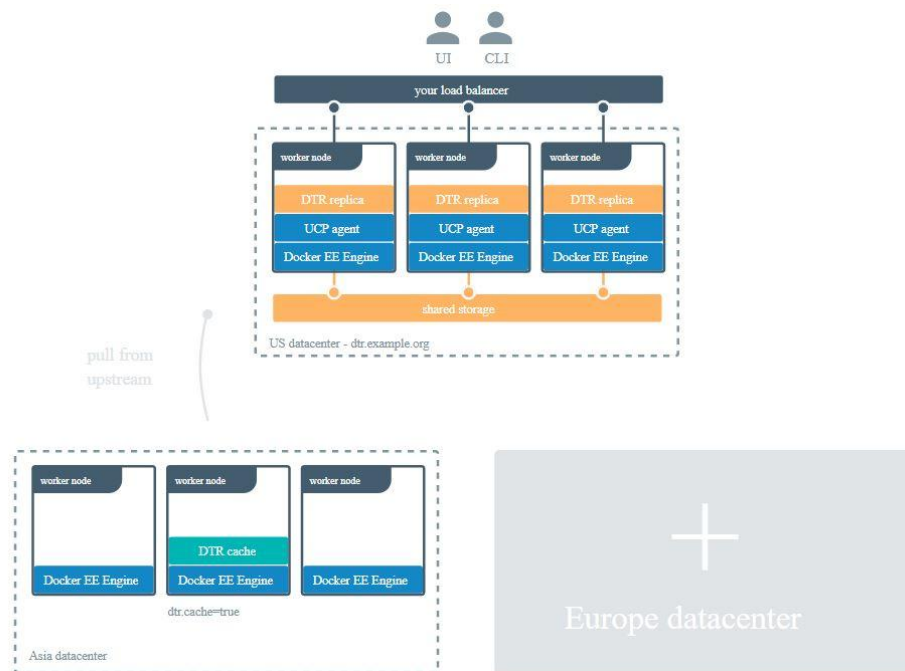 UI
CLI
your load balancer
worker node
worker node
worker node
DTR replica
DTR replica
DTR replica
UCP agent
UCP agent
UCP agent
Docker EE Engine
Docker EE Engine
Docker EE Engine
shared storage
US datacenter - dtr.example.org
pull from
upstream
worker node
worker node
worker node
DTR cache
Docker EE Engine
Docker EE Engine
Docker EE Engine
dtr.cache=true
Asia datacenter
Europe datacenter